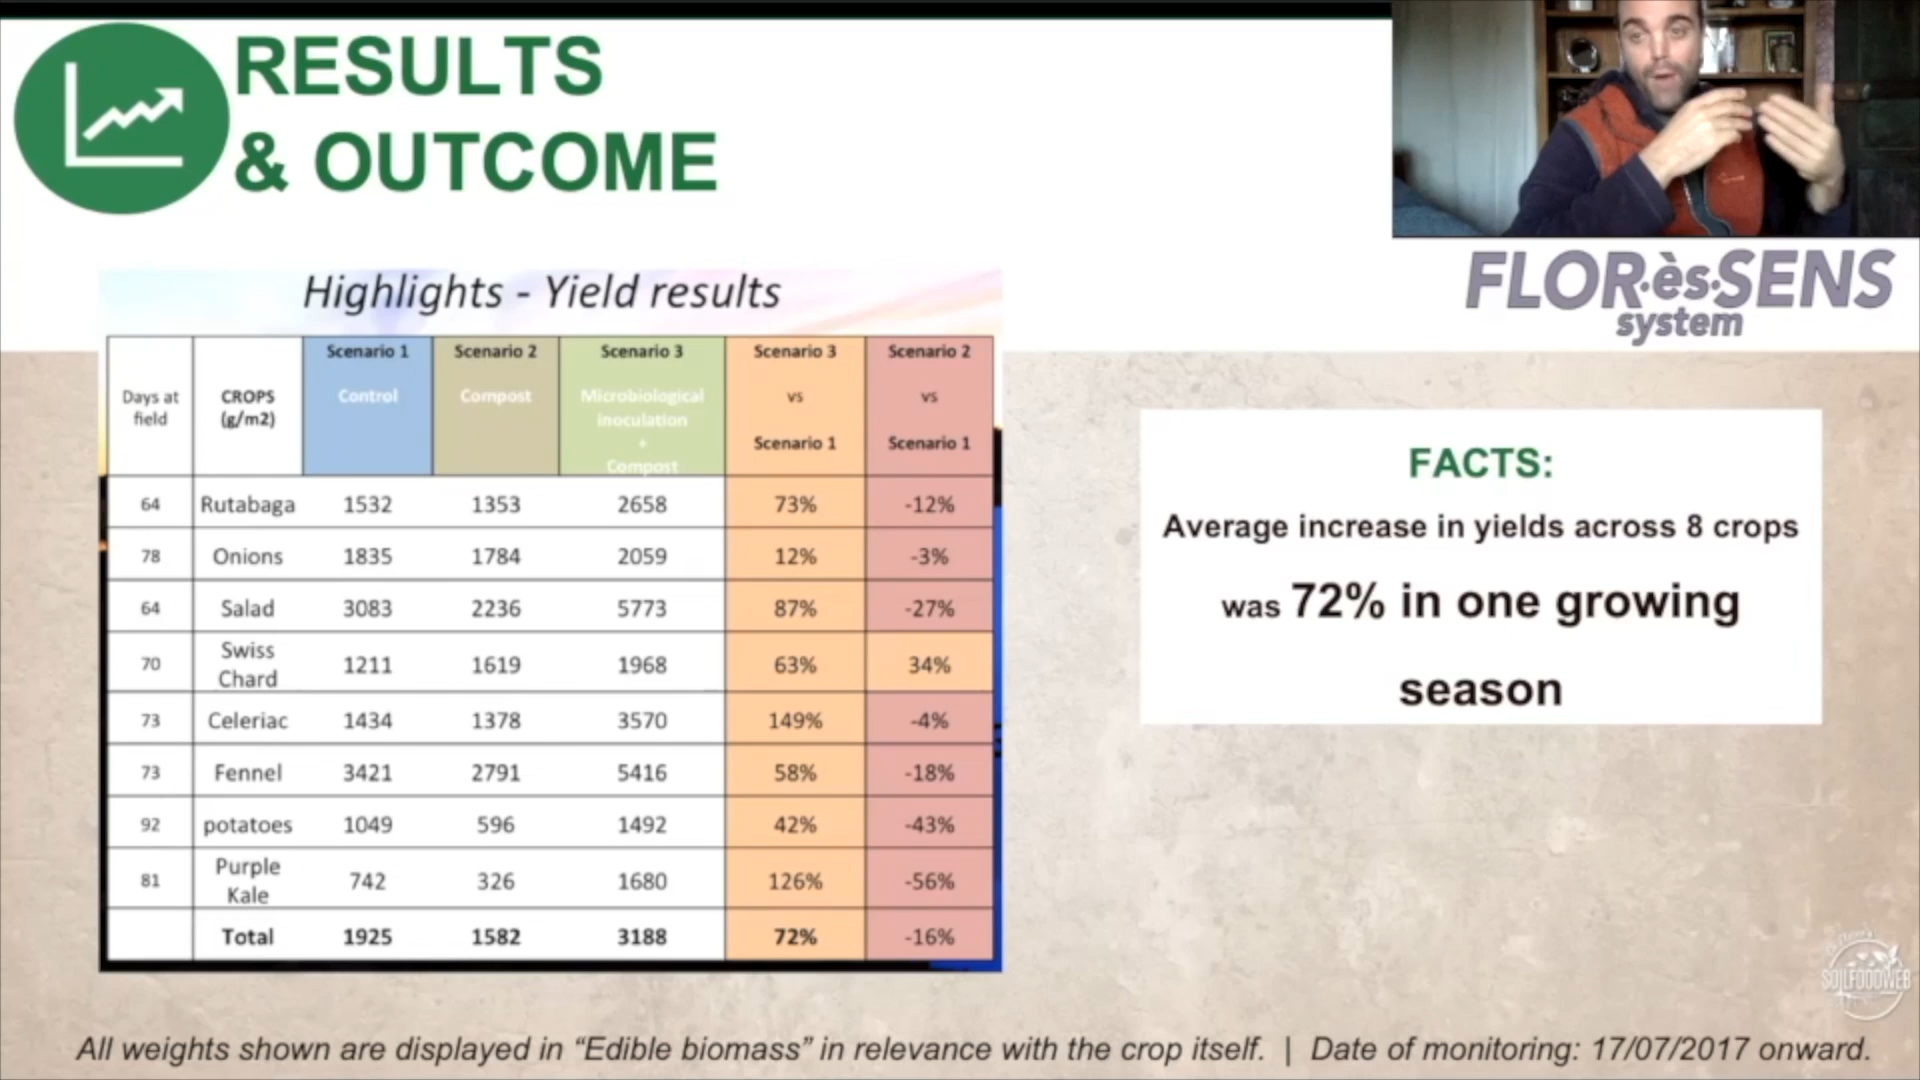 RESULTS
& OUTCOME
FLOR·ès·SENS
system
Highlights - Yield results
Days at field | CROPS (g/m2) | Scenario 1 Control | Scenario 2 Compost | Scenario 3 Microbiological inoculation + Compost | Scenario 3 vs Scenario 1 | Scenario 2 vs Scenario 1
64 | Rutabaga | 1532 | 1353 | 2658 | 73% | -12%
78 | Onions | 1835 | 1784 | 2059 | 12% | -3%
64 | Salad | 3083 | 2236 | 5773 | 87% | -27%
70 | Swiss Chard | 1211 | 1619 | 1968 | 63% | 34%
73 | Celeriac | 1434 | 1378 | 3570 | 149% | -4%
73 | Fennel | 3421 | 2791 | 5416 | 58% | -18%
92 | potatoes | 1049 | 596 | 1492 | 42% | -43%
81 | Purple Kale | 742 | 326 | 1680 | 126% | -56%
Total | 1925 | 1582 | 3188 | 72% | -16%
FACTS:
Average increase in yields across 8 crops
was 72% in one growing
season
SOILFOODWEB
All weights shown are displayed in “Edible biomass” in relevance with the crop itself. | Date of monitoring: 17/07/2017 onward.